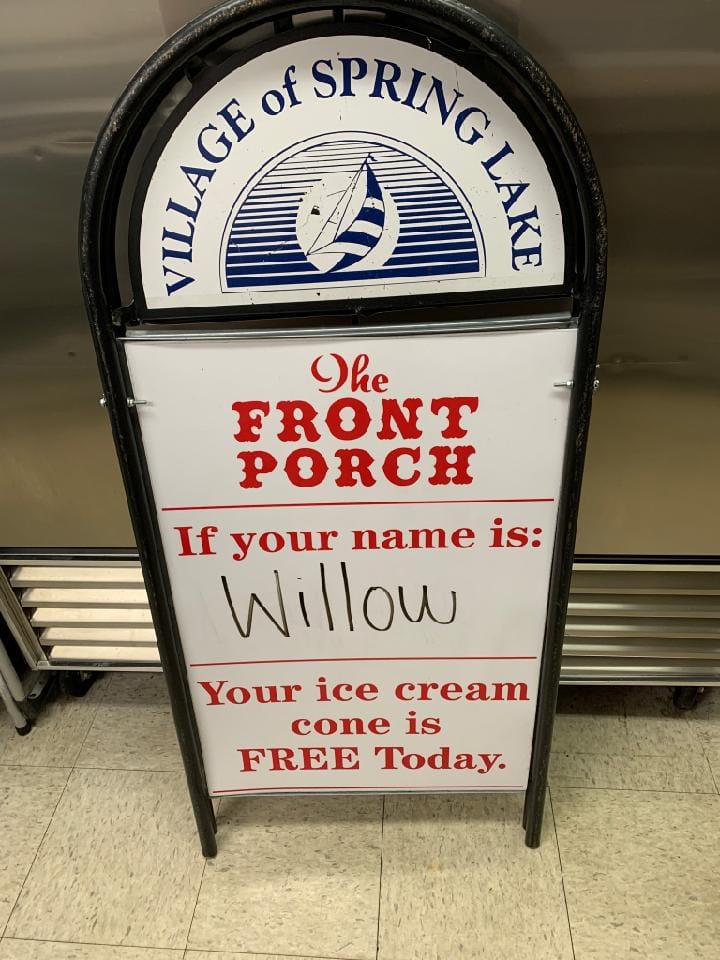 VILLAGE of SPRING LAKE
The
FRONT
PORCH
If your name is:
Willow
Your ice cream
cone is
FREE Today.